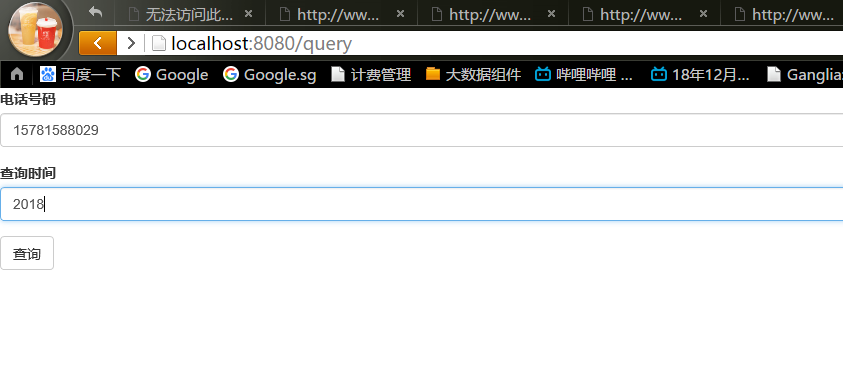 无法访问此... × http://ww... × http://ww... × http://ww... × http://ww...
localhost:8080/query
百度一下 Google Google.sg 计费管理 大数据组件 哔哩哔哩 ... 18年12月... Ganglia:
电话号码
15781588029
查询时间
2018
查询